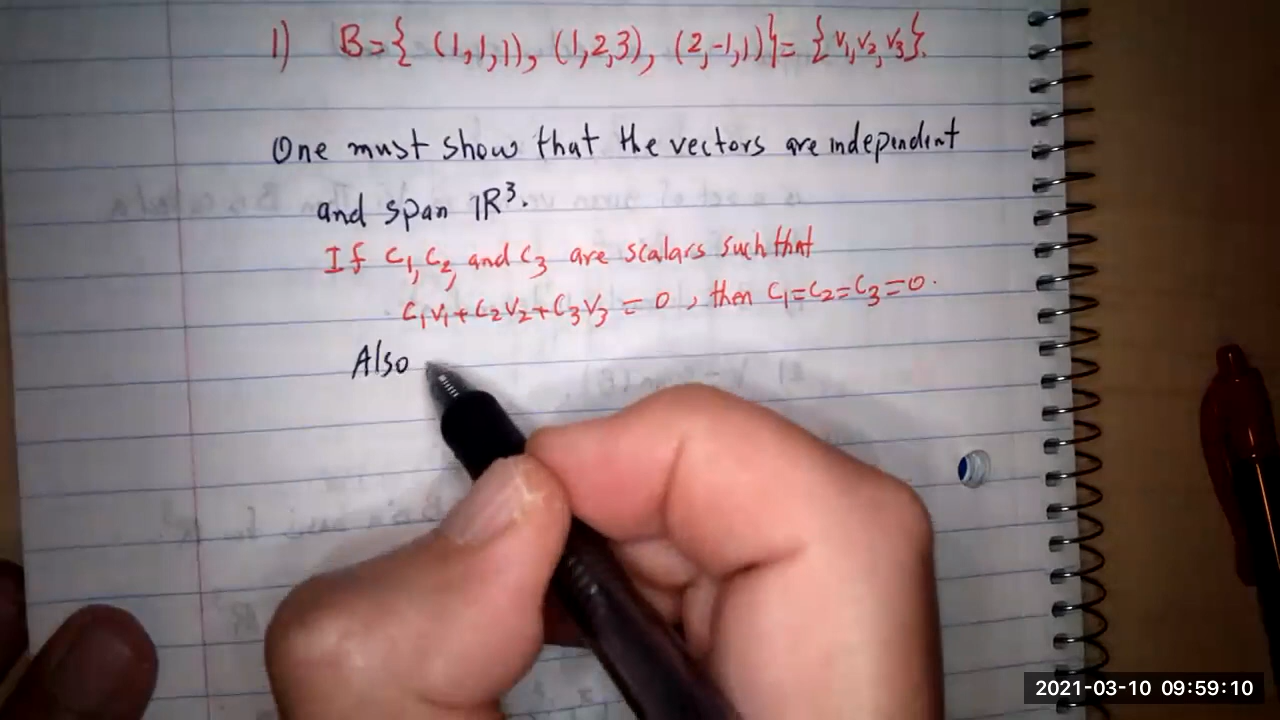 1) B = { (1,1,1), (1,2,3), (2,-1,1)} = { v₁, v₂, v₃}.
One must show that the vectors are independent
and span ℝ³.
If c₁, c₂, and c₃ are scalars such that
c₁v₁+c₂v₂+c₃v₃ = 0, then c₁=c₂=c₃=0.
Also
2021-03-10 09:59:10